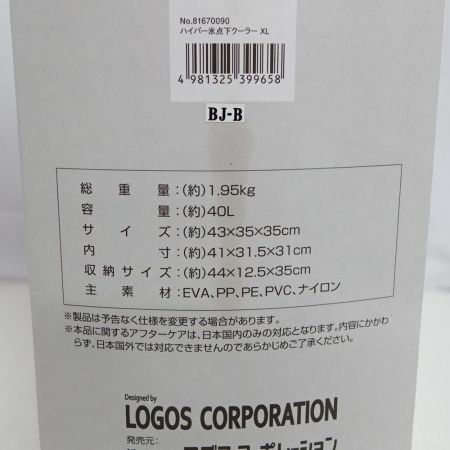 No.81670090
ハイパー氷点下クーラー XL
4 981325 399658
BJ-B
総重量:(約)1.95kg
容量:(約)40L
サイズ:(約)43×35×35cm
内寸:(約)41×31.5×31cm
収納サイズ:(約)44×12.5×35cm
主素材:EVA、PP、PE、PVC、ナイロン
※製品は予告なく仕様を変更する場合があります。
※本品に関するアフターケアは、日本国内のみの対応となります。内容にかかわ
らず、日本国外では対応できませんのであらかじめご了承ください。
Designed by
LOGOS CORPORATION
発売元: